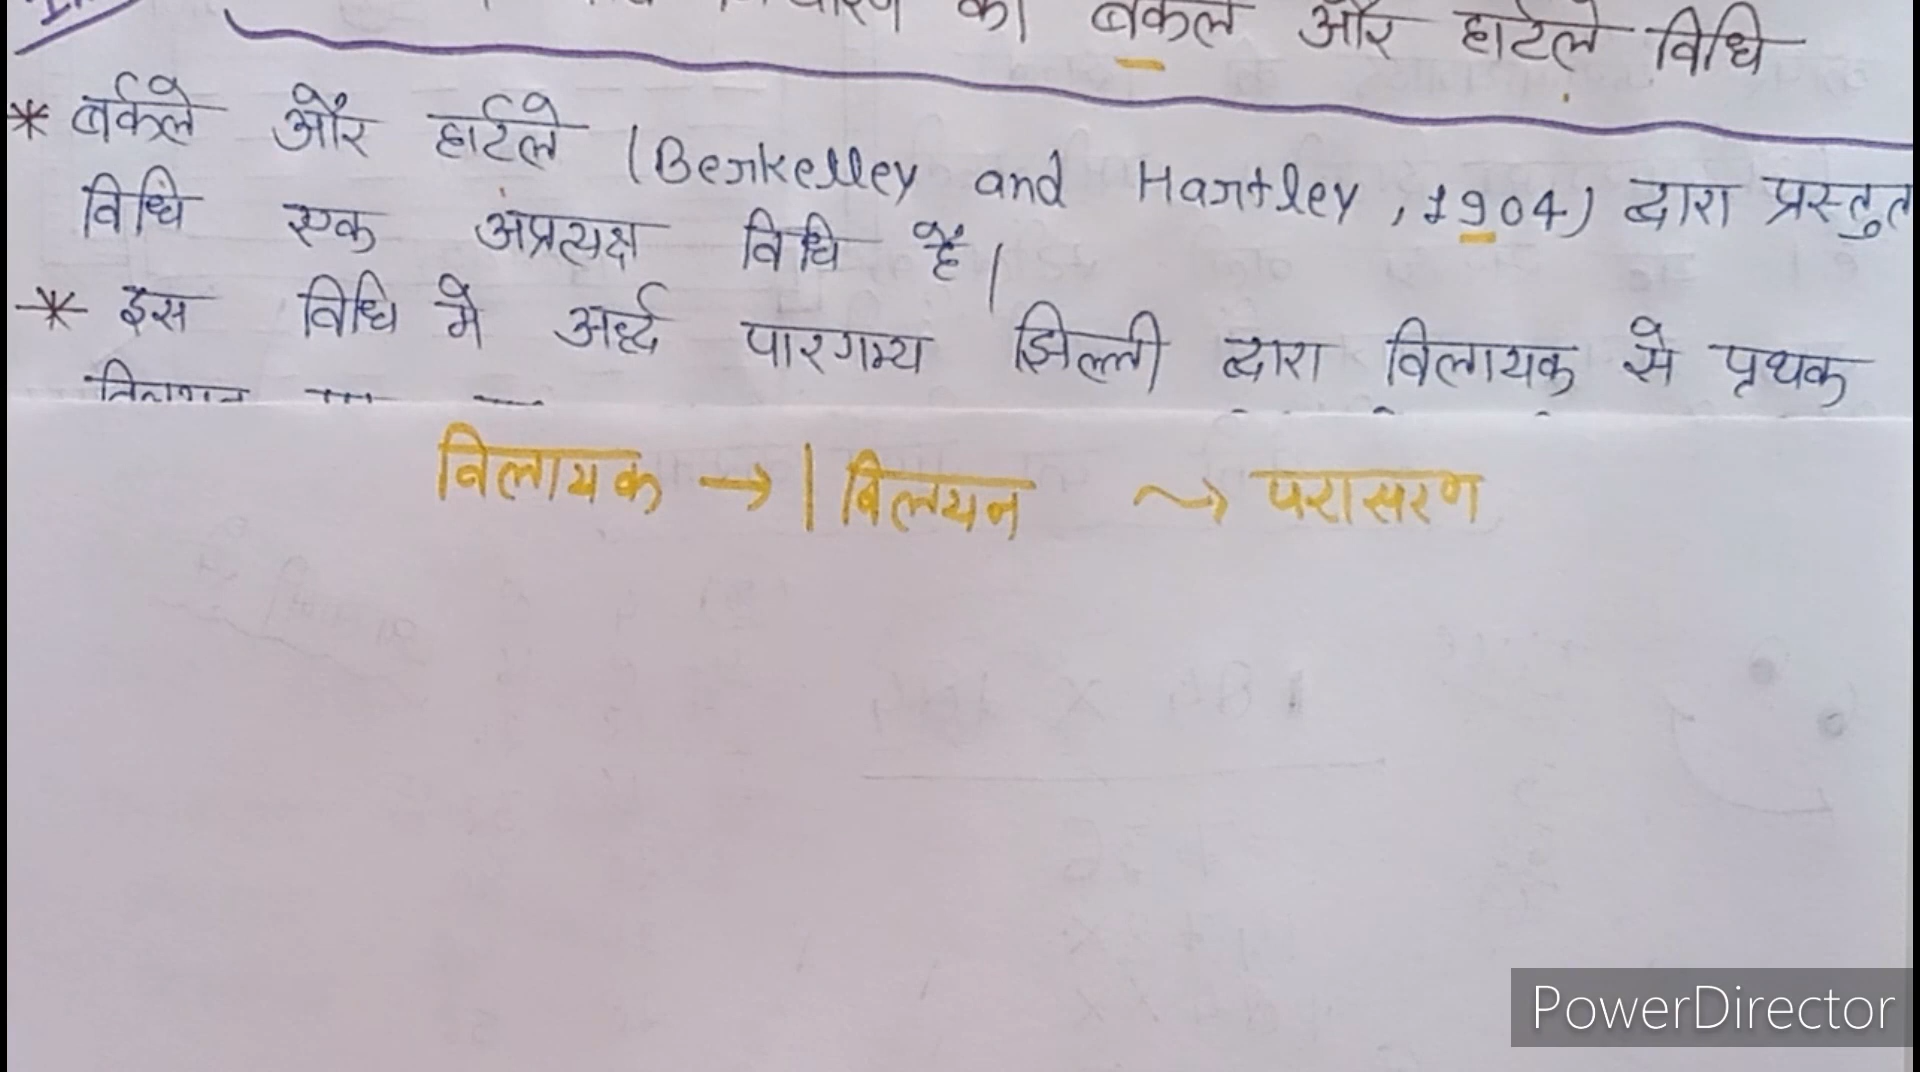 की बर्कले और हार्टले विधि
* बर्कले और हार्टले (Berkelley and Hartley, 1904) द्वारा प्रस्तुत
विधि एक अप्रत्यक्ष विधि है।
* इस विधि मे अर्द्ध पारगम्य झिल्ली द्वारा विलायक से पृथक
विलायक → | विलयन ~> परासरण
PowerDirector